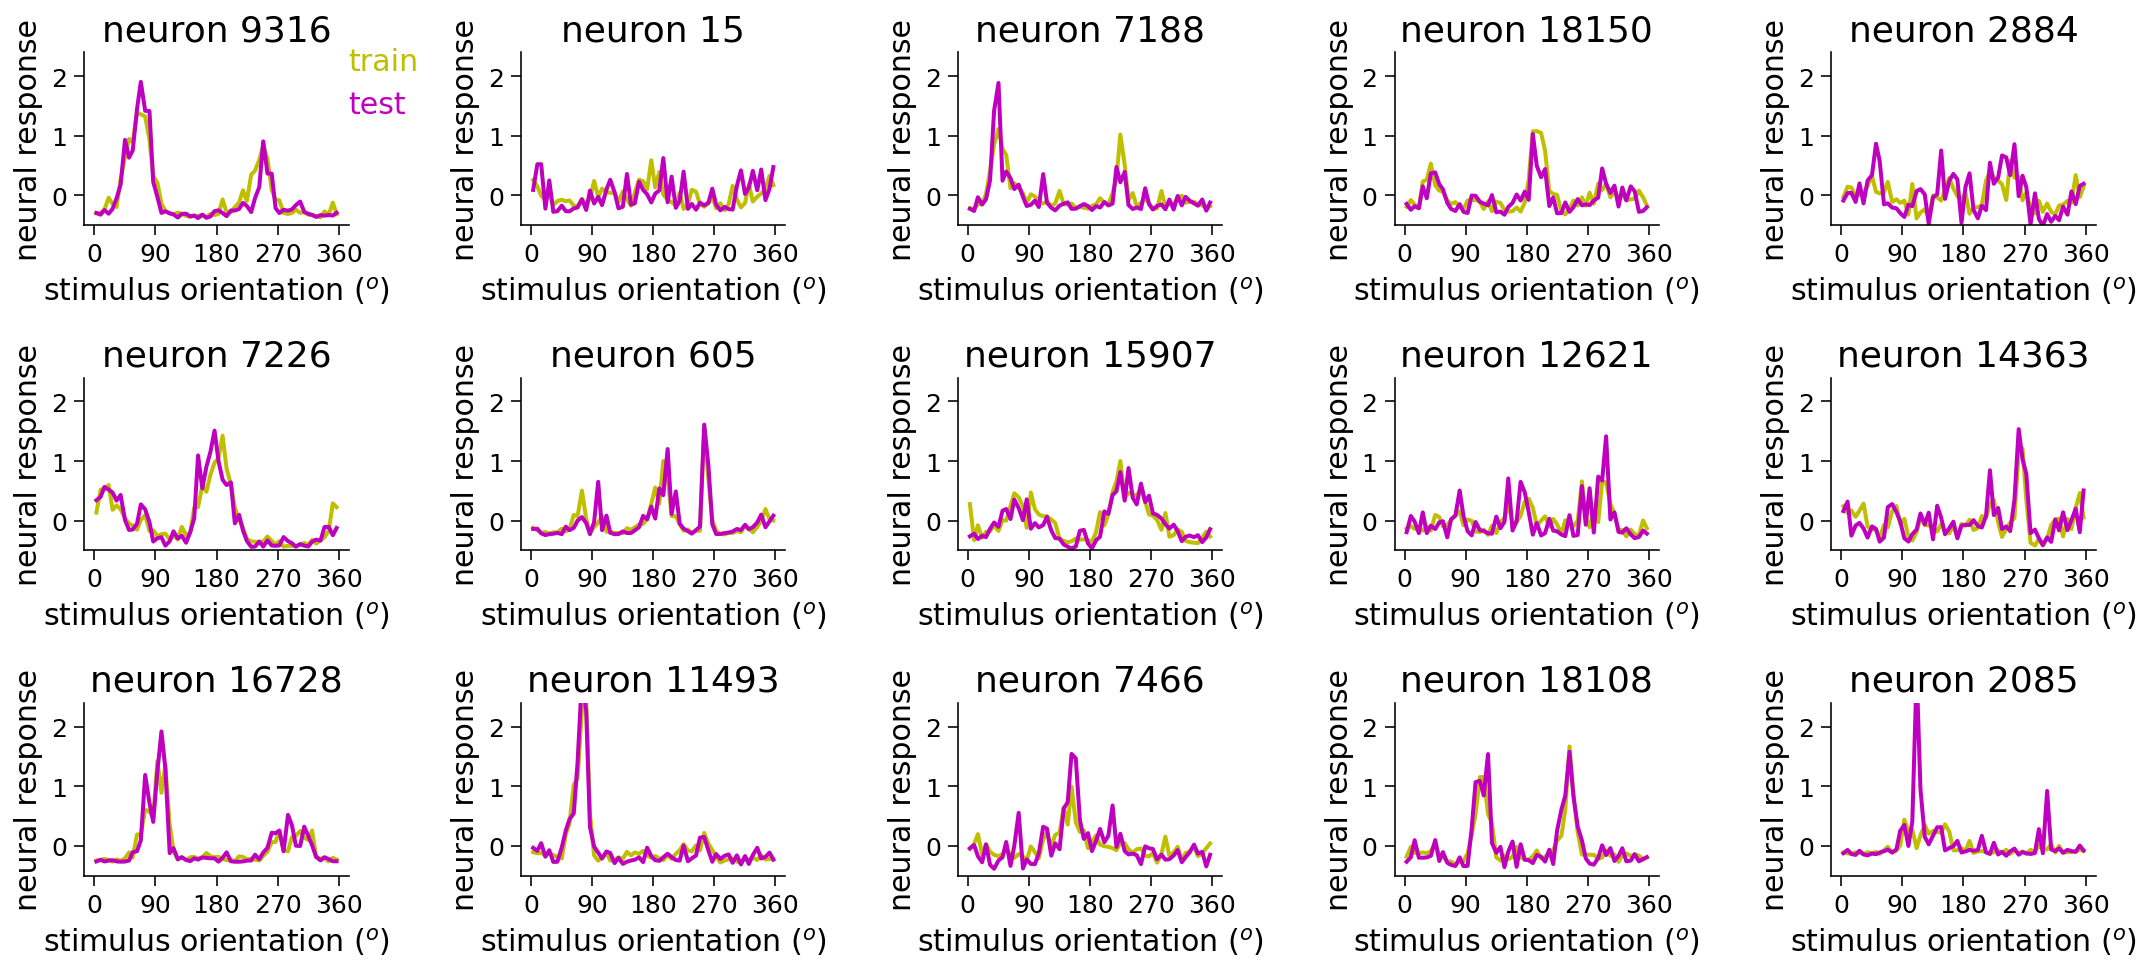 neuron 9316
neuron 15
neuron 7188
neuron 18150
neuron 2884
train
test
neural response
2
1
0
0 90 180 270 360
stimulus orientation (o)
neural response
2
1
0
0 90 180 270 360
stimulus orientation (o)
neural response
2
1
0
0 90 180 270 360
stimulus orientation (o)
neural response
2
1
0
0 90 180 270 360
stimulus orientation (o)
neural response
2
1
0
0 90 180 270 360
stimulus orientation (o)
neuron 7226
neuron 605
neuron 15907
neuron 12621
neuron 14363
neural response
2
1
0
0 90 180 270 360
stimulus orientation (o)
neural response
2
1
0
0 90 180 270 360
stimulus orientation (o)
neural response
2
1
0
0 90 180 270 360
stimulus orientation (o)
neural response
2
1
0
0 90 180 270 360
stimulus orientation (o)
neural response
2
1
0
0 90 180 270 360
stimulus orientation (o)
neuron 16728
neuron 11493
neuron 7466
neuron 18108
neuron 2085
neural response
2
1
0
0 90 180 270 360
stimulus orientation (o)
neural response
2
1
0
0 90 180 270 360
stimulus orientation (o)
neural response
2
1
0
0 90 180 270 360
stimulus orientation (o)
neural response
2
1
0
0 90 180 270 360
stimulus orientation (o)
neural response
2
1
0
0 90 180 270 360
stimulus orientation (o)